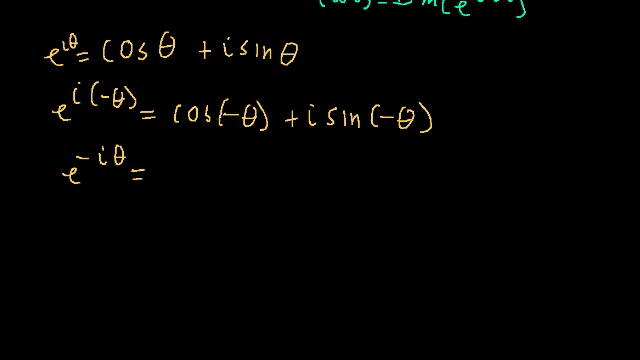 e^{iθ} = cos θ + i sin θ
e^{i(-θ)} = cos(-θ) + i sin(-θ)
e^{-iθ} =